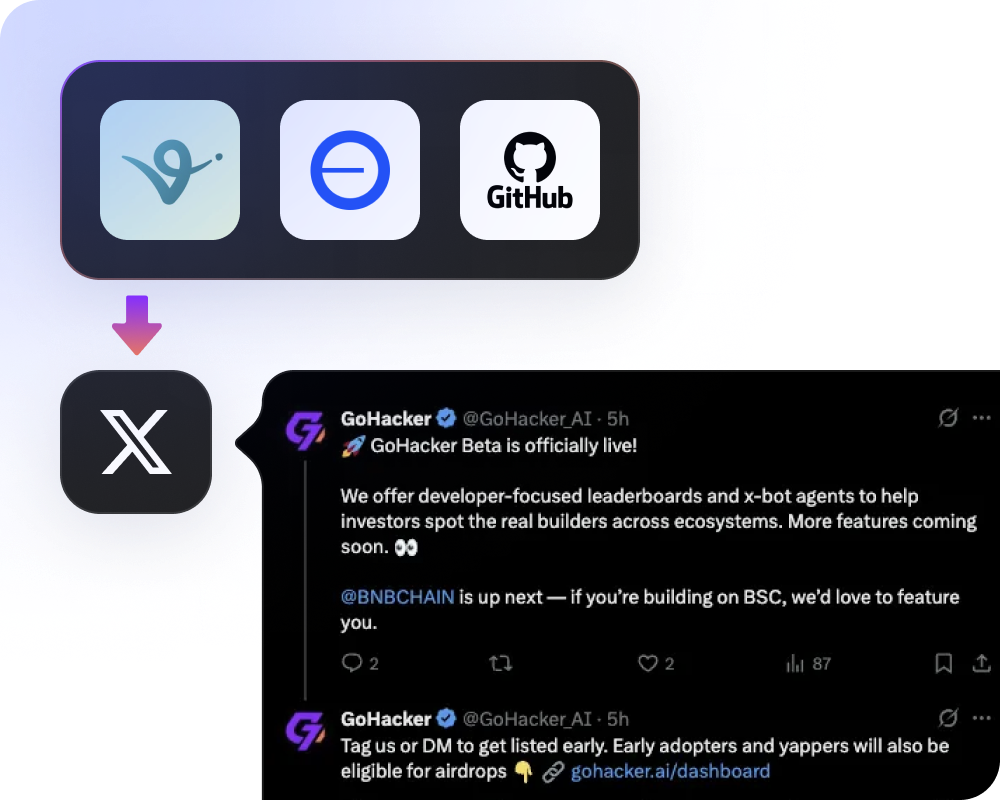 GitHub
GoHacker @GoHacker_AI · 5h
🚀 GoHacker Beta is officially live!
We offer developer-focused leaderboards and x-bot agents to help
investors spot the real builders across ecosystems. More features coming
soon. 👀
@BNBCHAIN is up next — if you’re building on BSC, we’d love to feature
you.
2 2 87
GoHacker @GoHacker_AI · 5h
Tag us or DM to get listed early. Early adopters and yappers will also be
eligible for airdrops 👇 🔗 gohacker.ai/dashboard